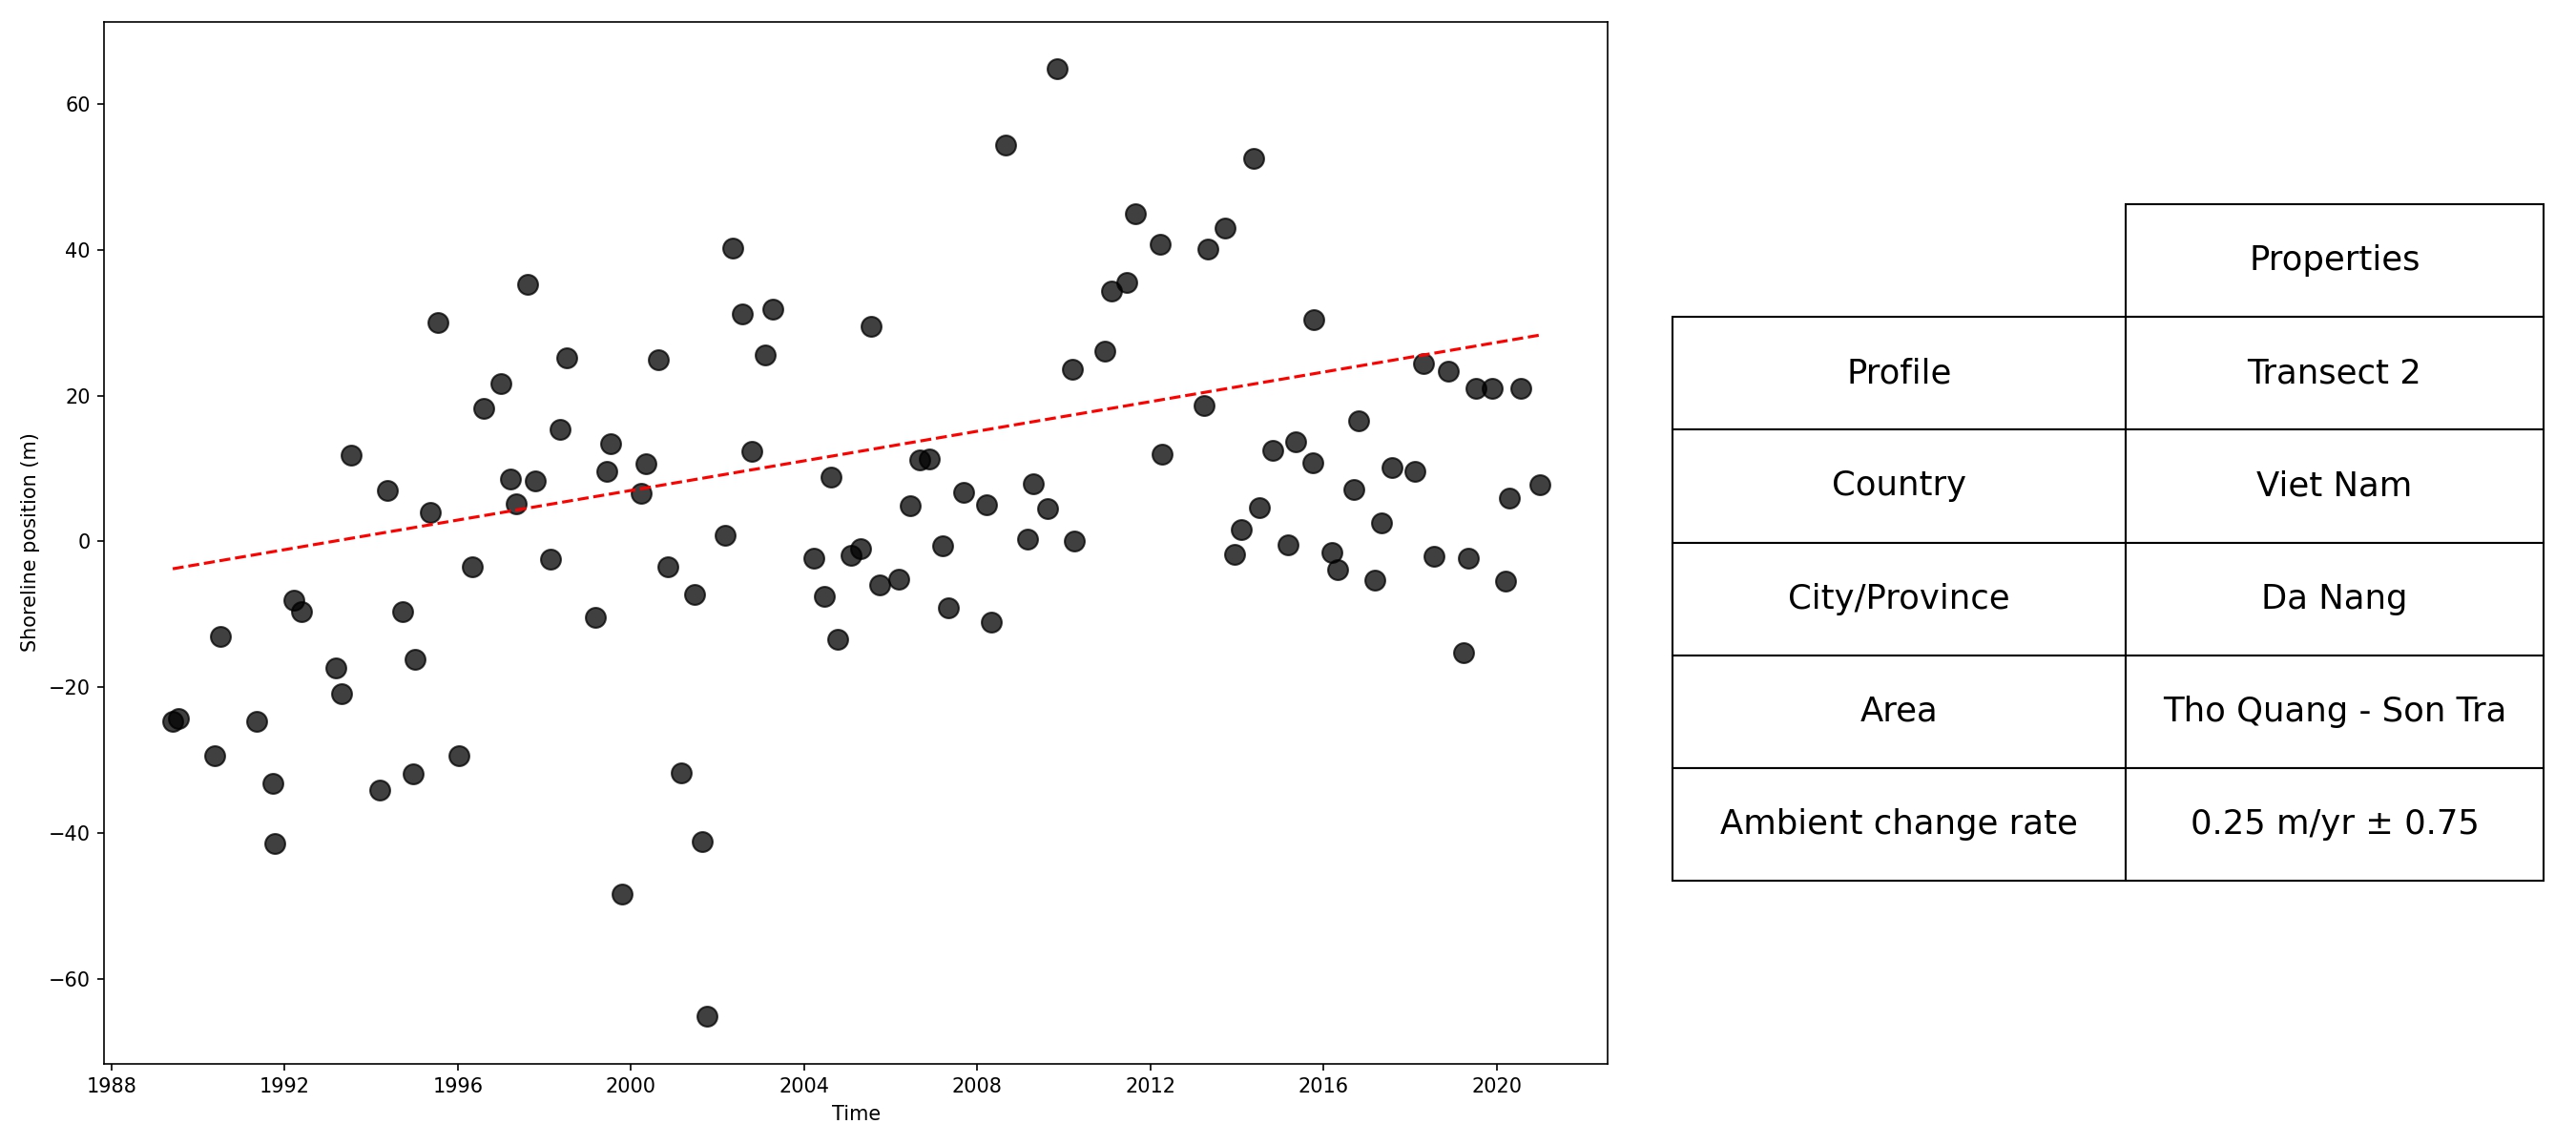 60
40
20
0
−20
−40
−60
Shoreline position (m)
1988 1992 1996 2000 2004 2008 2012 2016 2020
Time
Properties
Profile Transect 2
Country Viet Nam
City/Province Da Nang
Area Tho Quang - Son Tra
Ambient change rate 0.25 m/yr ± 0.75